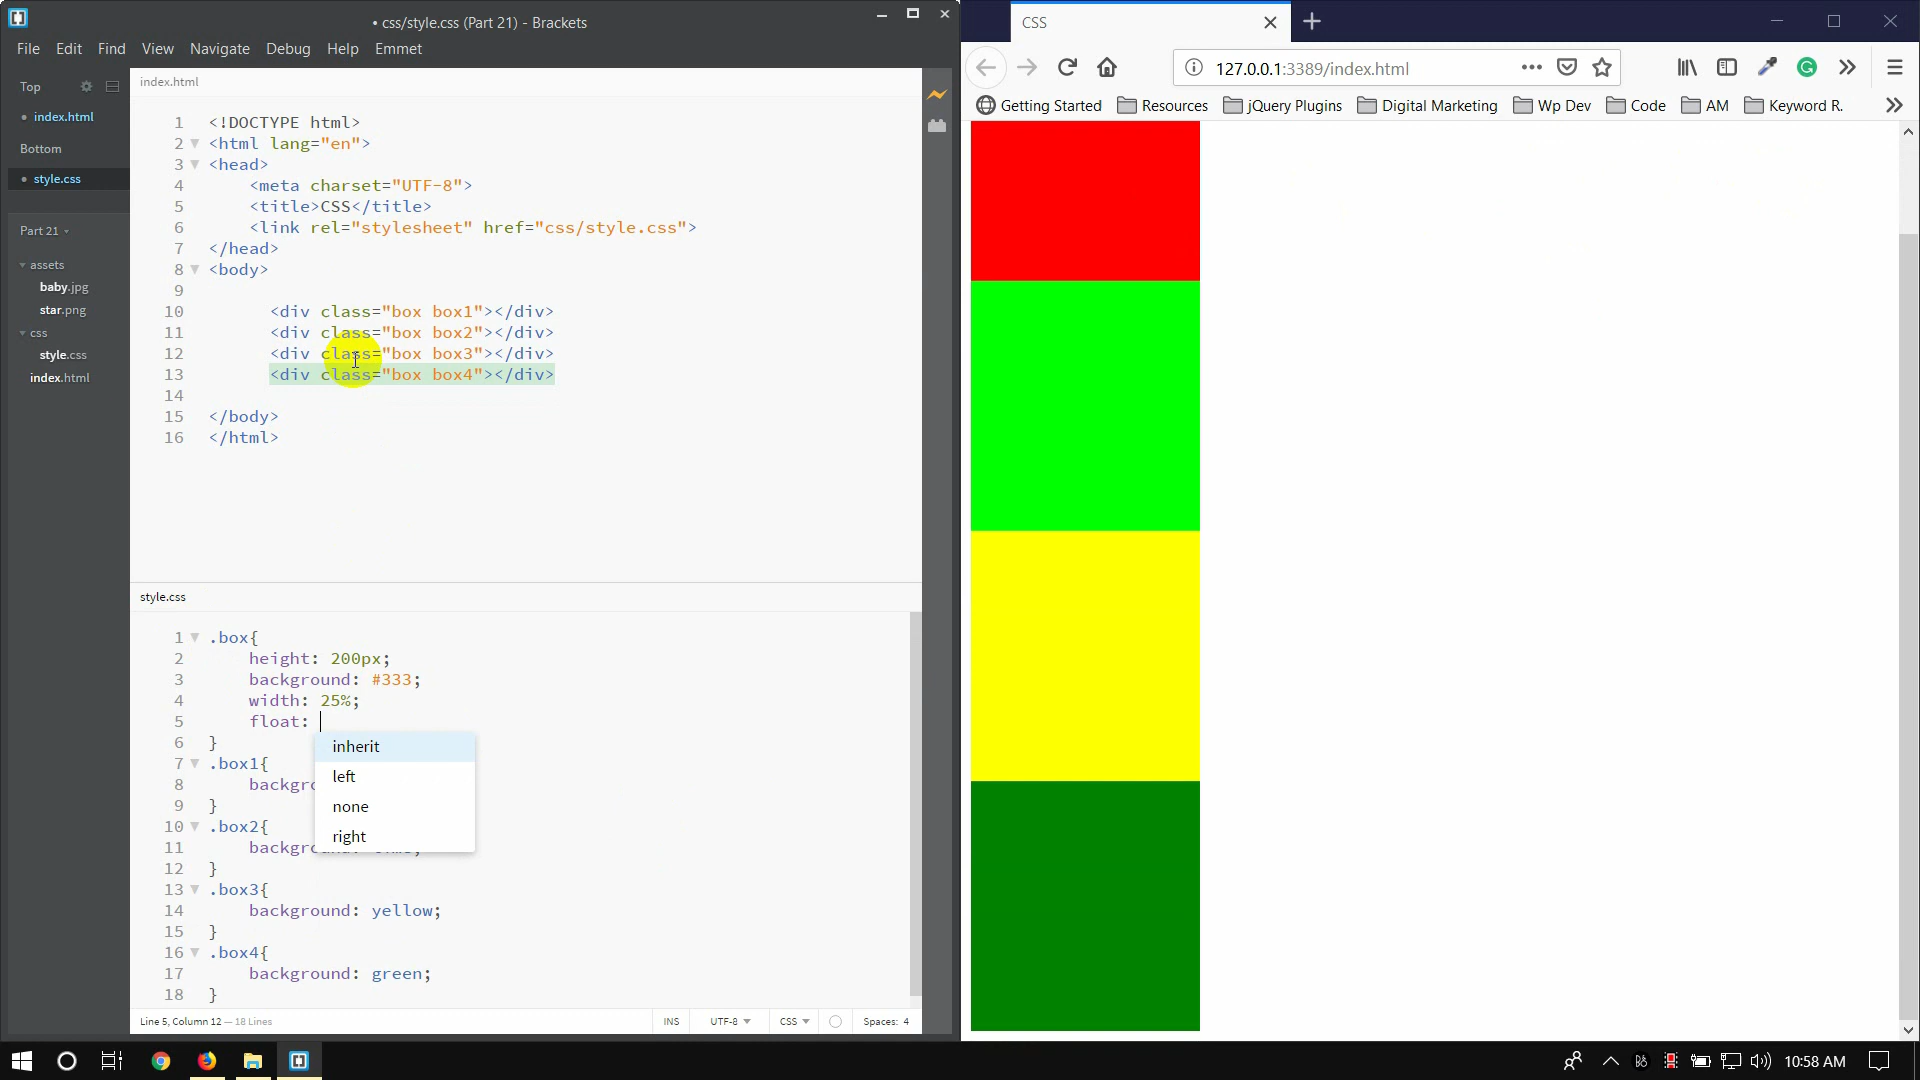 • css/style.css (Part 21) - Brackets
File Edit Find View Navigate Debug Help Emmet
Top
• index.html
Bottom
• style.css
Part 21
assets
baby.jpg
star.png
css
style.css
index.html
index.html
1 <!DOCTYPE html>
2 <html lang="en">
3 <head>
4 <meta charset="UTF-8">
5 <title>CSS</title>
6 <link rel="stylesheet" href="css/style.css">
7 </head>
8 <body>
9
10 <div class="box box1"></div>
11 <div class="box box2"></div>
12 <div class="box box3"></div>
13 <div class="box box4"></div>
14
15 </body>
16 </html>
style.css
1 .box{
2 height: 200px;
3 background: #333;
4 width: 25%;
5 float:
6 }
7 .box1{
8 backgro
9 }
10 .box2{
11 backgro
12 }
13 .box3{
14 background: yellow;
15 }
16 .box4{
17 background: green;
18 }
inherit
left
none
right
Line 5, Column 12 — 18 Lines
INS UTF-8 CSS Spaces: 4
CSS
127.0.0.1:3389/index.html
Getting Started Resources jQuery Plugins Digital Marketing Wp Dev Code AM Keyword R.
10:58 AM